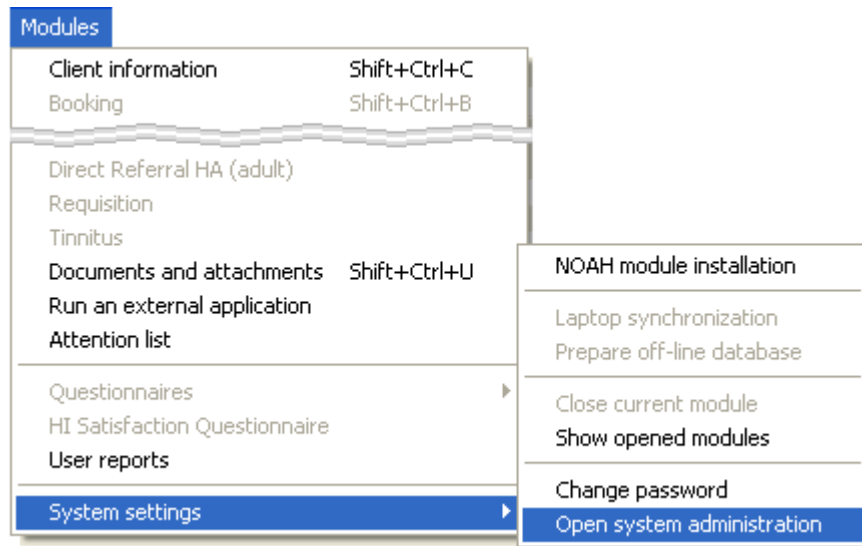 Modules
Client information Shift+Ctrl+C
Booking Shift+Ctrl+B
Direct Referral HA (adult)
Requisition
Tinnitus
Documents and attachments Shift+Ctrl+U
Run an external application
Attention list
Questionnaires
HI Satisfaction Questionnaire
User reports
System settings
NOAH module installation
Laptop synchronization
Prepare off-line database
Close current module
Show opened modules
Change password
Open system administration